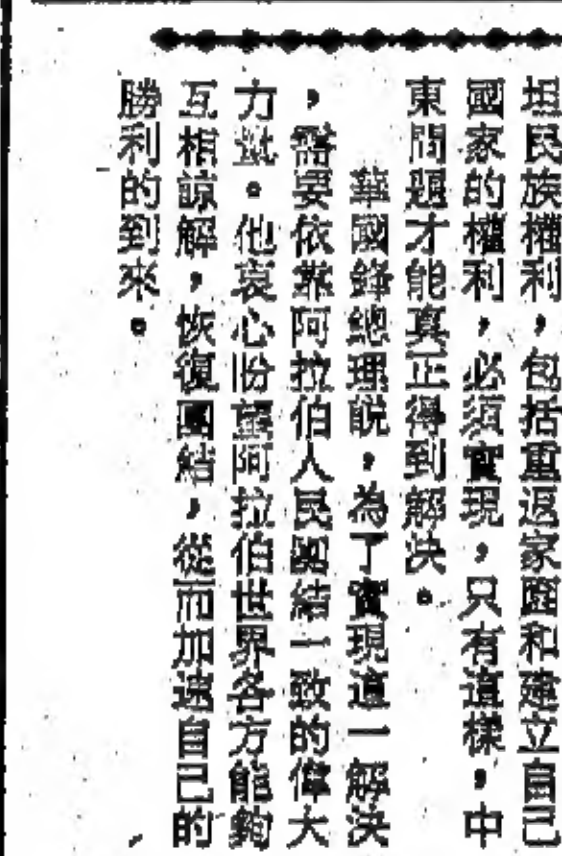 坦民族權利，包括重返家園和建立自己
國家的權利，必須實現，只有這樣，中
東問題才能真正得到解決。
華國鋒總理說，為了實現這一解決
，需要依靠阿拉伯人民團結一致的偉大
力量。他衷心盼望阿拉伯世界各方能夠
互相諒解，恢復團結，從而加速自己的
勝利的到來。